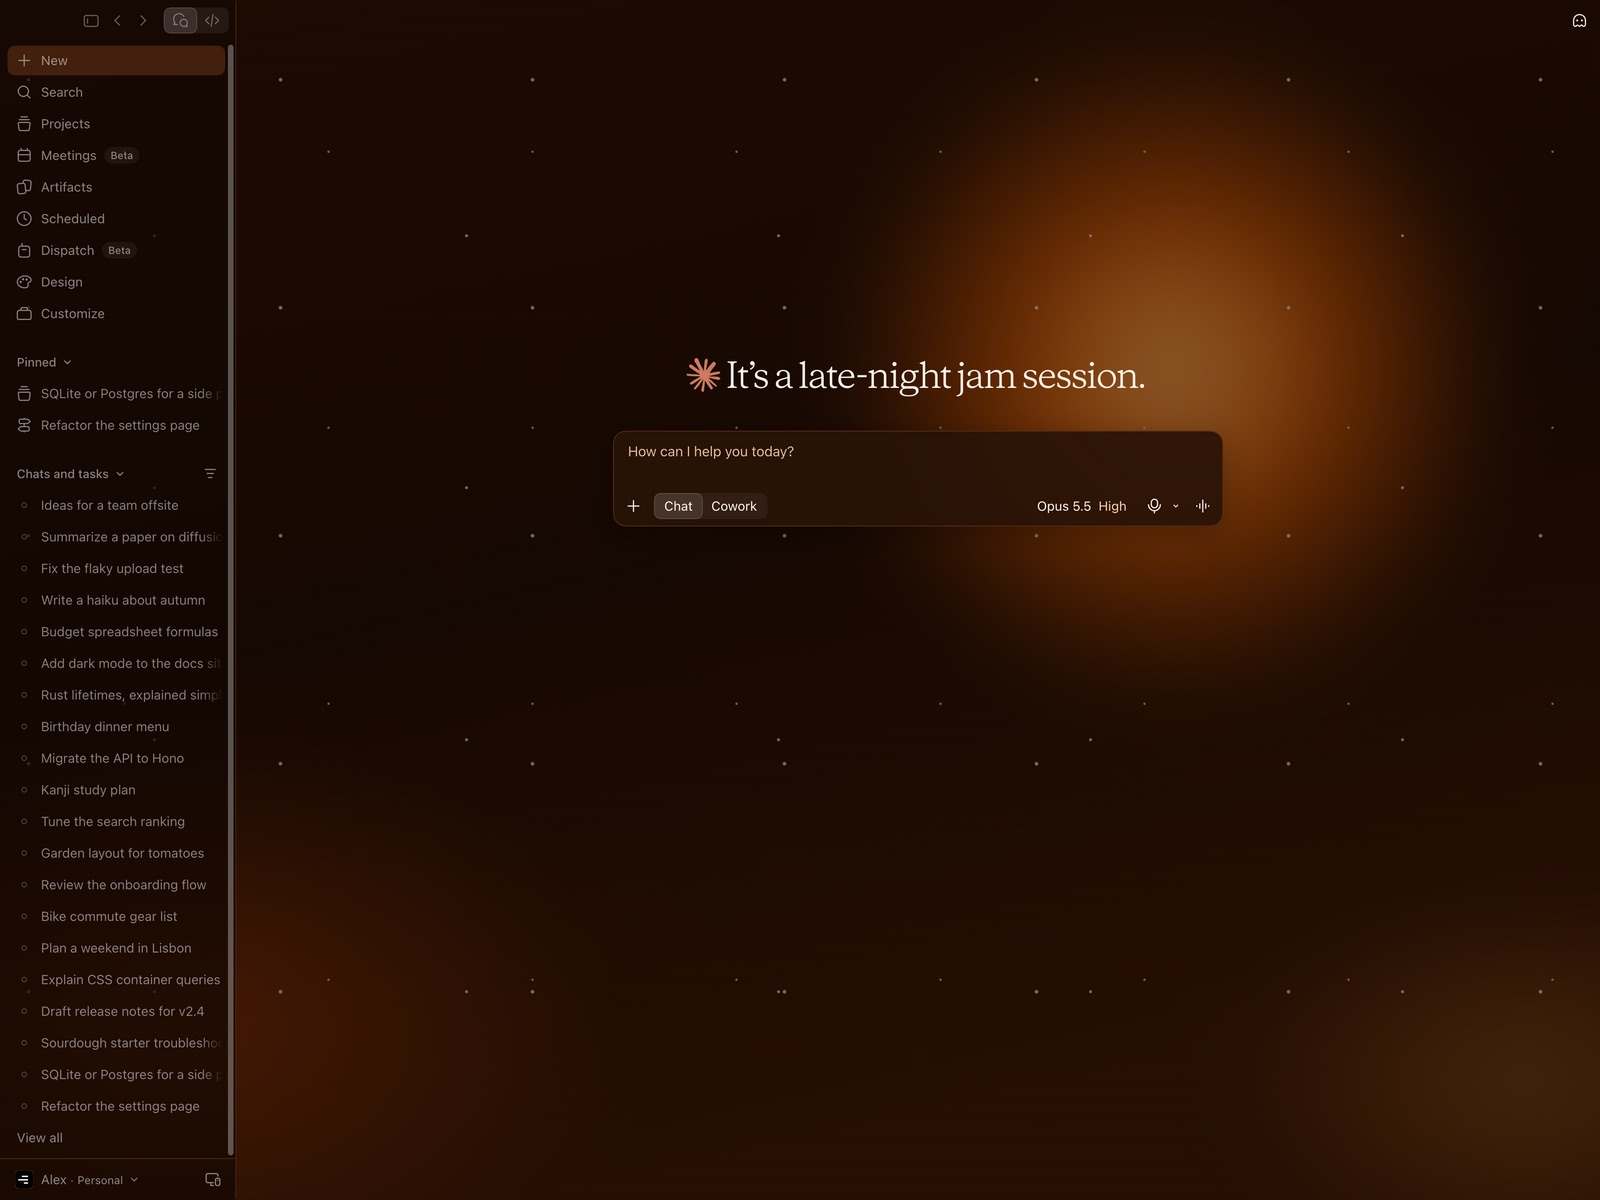 New
Search
Projects
Meetings Beta
Artifacts
Scheduled
Dispatch Beta
Design
Customize
Pinned
SQLite or Postgres for a side
Refactor the settings page
Chats and tasks
Ideas for a team offsite
Summarize a paper on
Fix the flaky upload test
Write a haiku about autumn
Budget spreadsheet formulas
Add dark mode to the docs
Rust lifetimes, explained
Birthday dinner menu
Migrate the API to Hono
Kanji study plan
Tune the search ranking
Garden layout for tomatoes
Review the onboarding flow
Bike commute gear list
Plan a weekend in Lisbon
Explain CSS container queries
Draft release notes for v2.4
Sourdough starter
SQLite or Postgres for a side
Refactor the settings page
View all
Alex · Personal
It's a late-night jam session.
How can I help you today?
Chat Cowork Opus 5.5 High